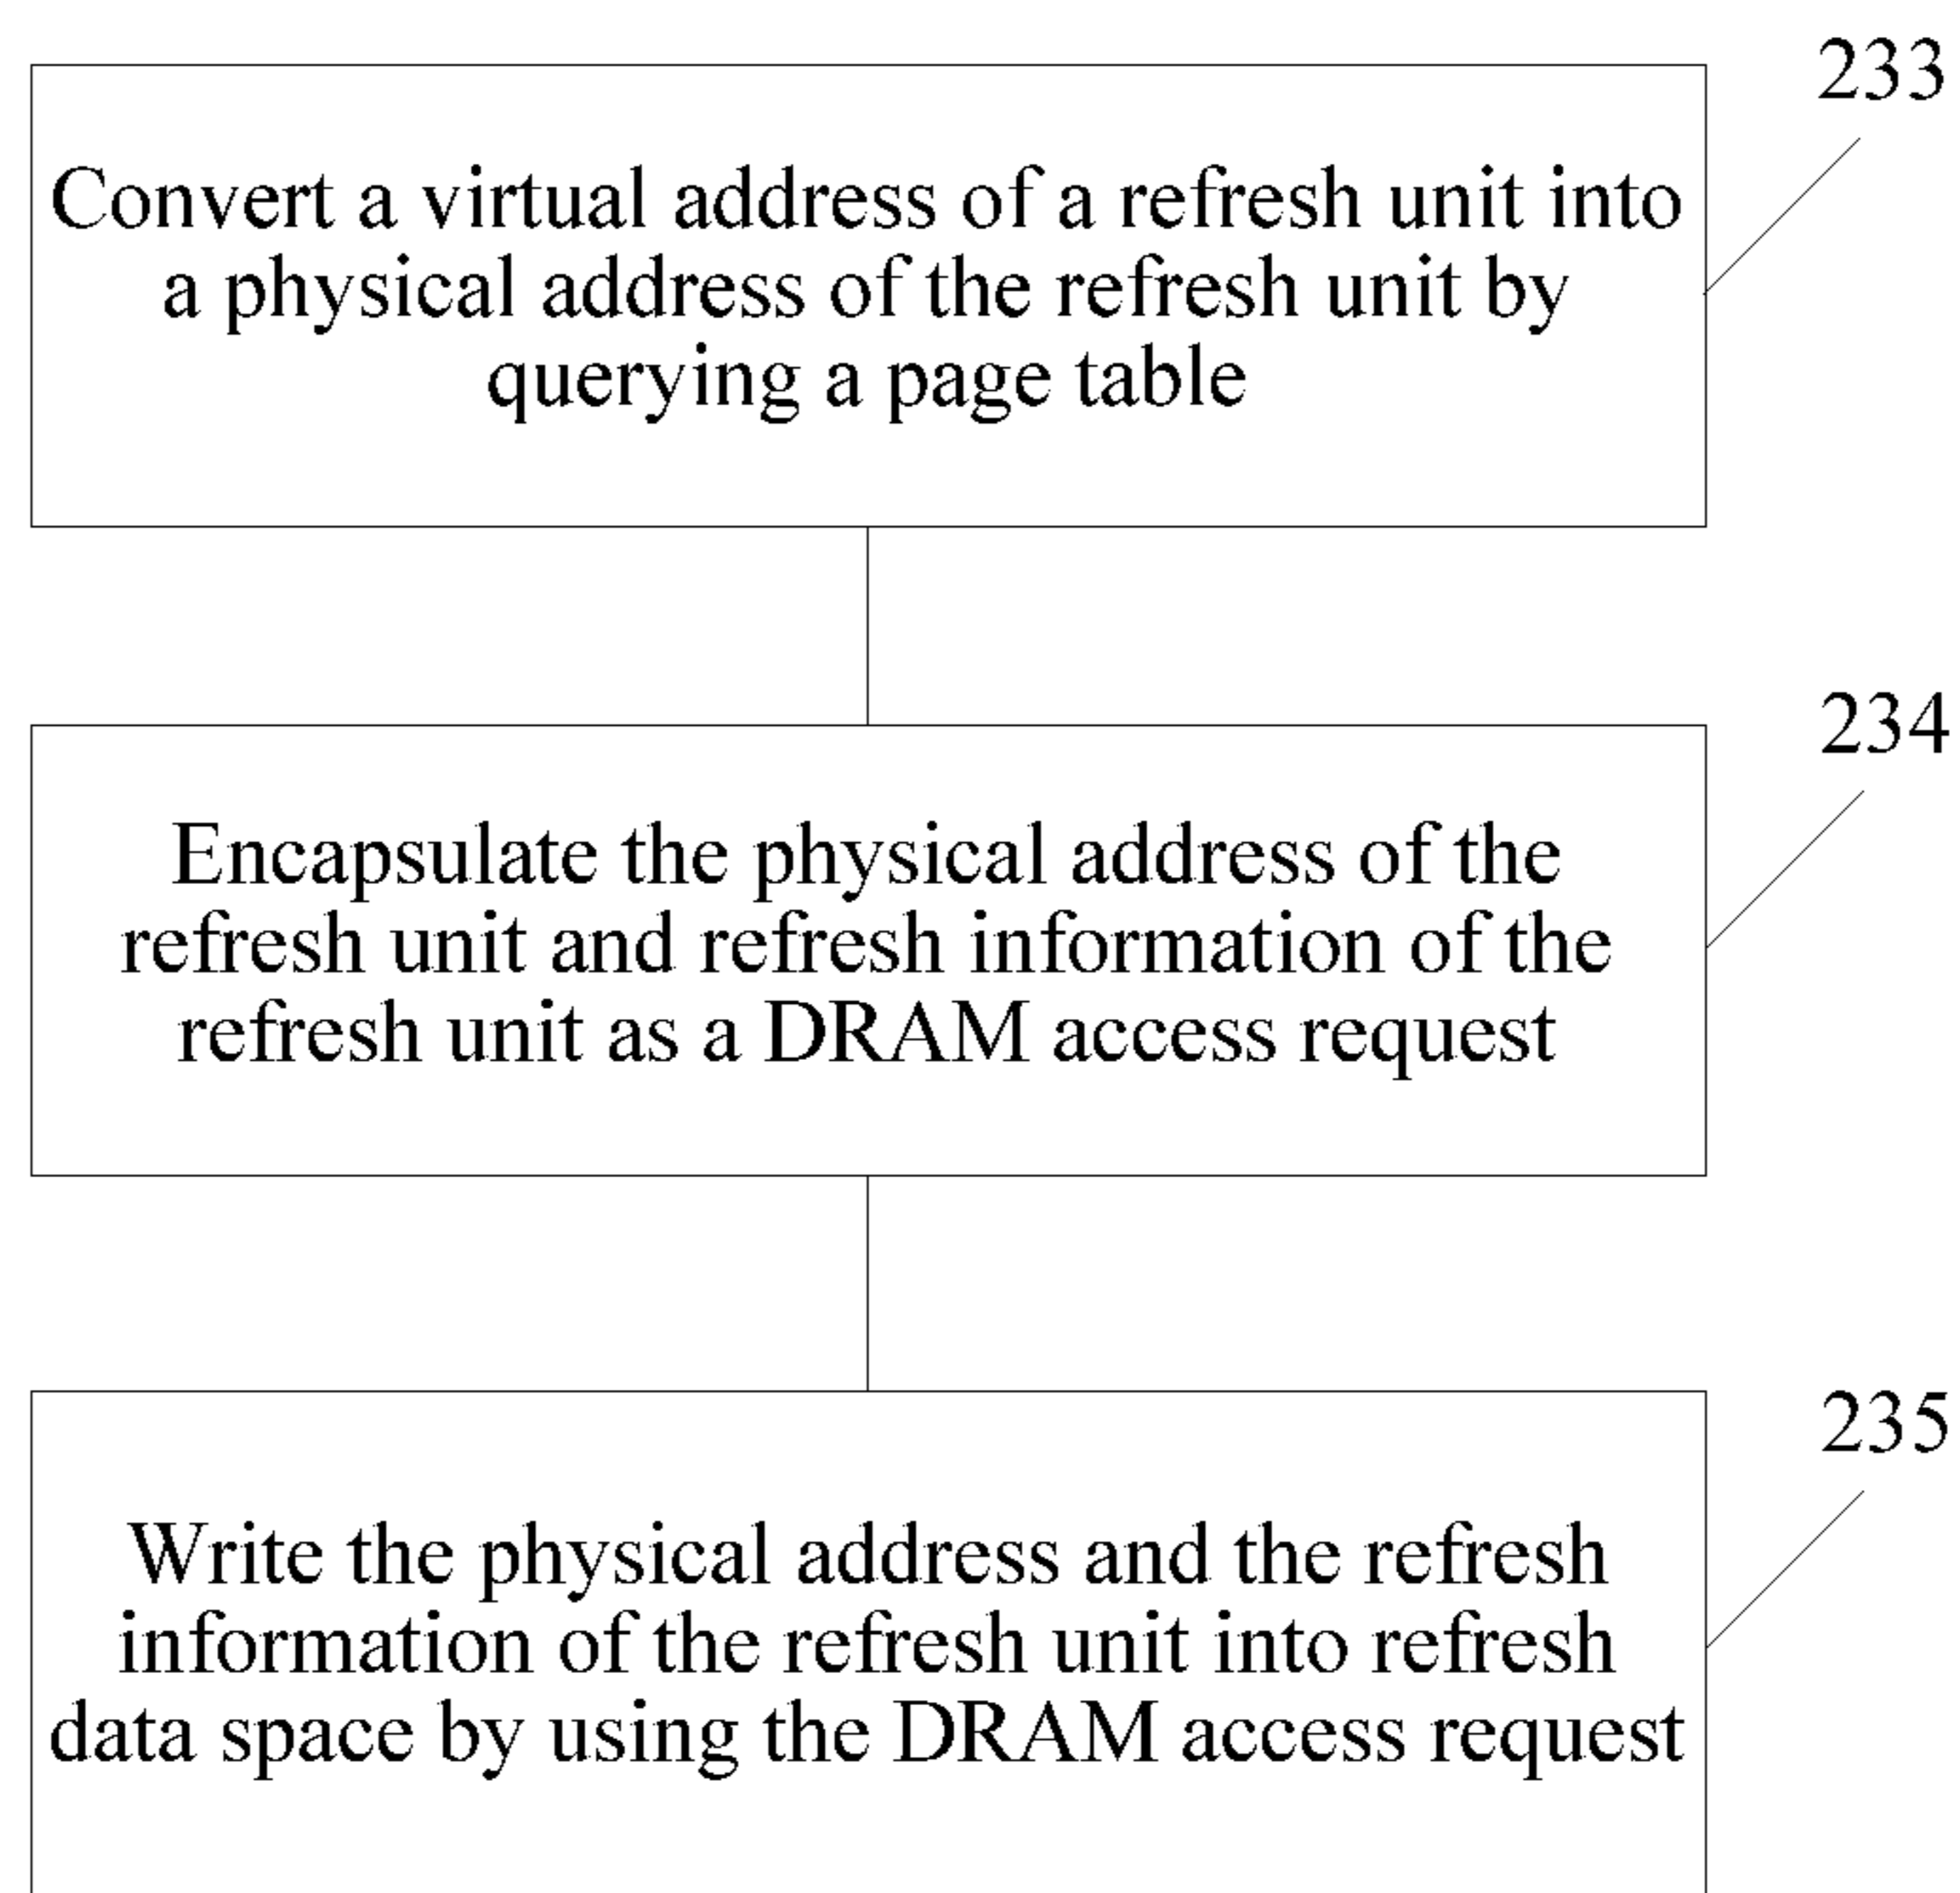 233
Convert a virtual address of a refresh unit into
a physical address of the refresh unit by
querying a page table
234
Encapsulate the physical address of the
refresh unit and refresh information of the
refresh unit as a DRAM access request
235
Write the physical address and the refresh
information of the refresh unit into refresh
data space by using the DRAM access request